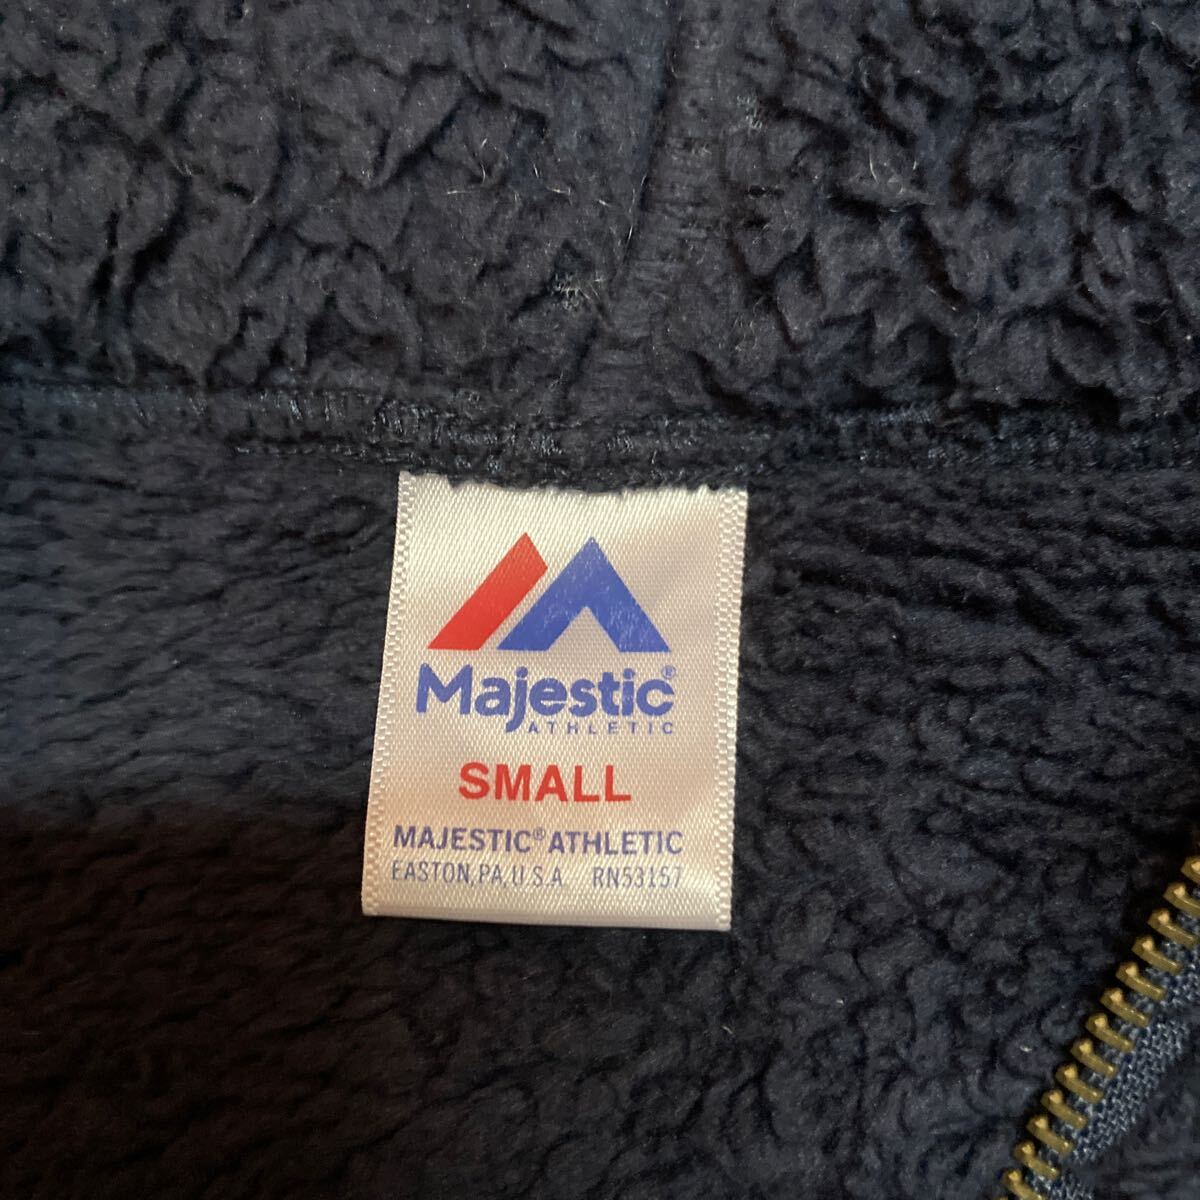 Majestic®
ATHLETIC
SMALL
MAJESTIC® ATHLETIC
EASTON, PA, U.S.A. RN53157